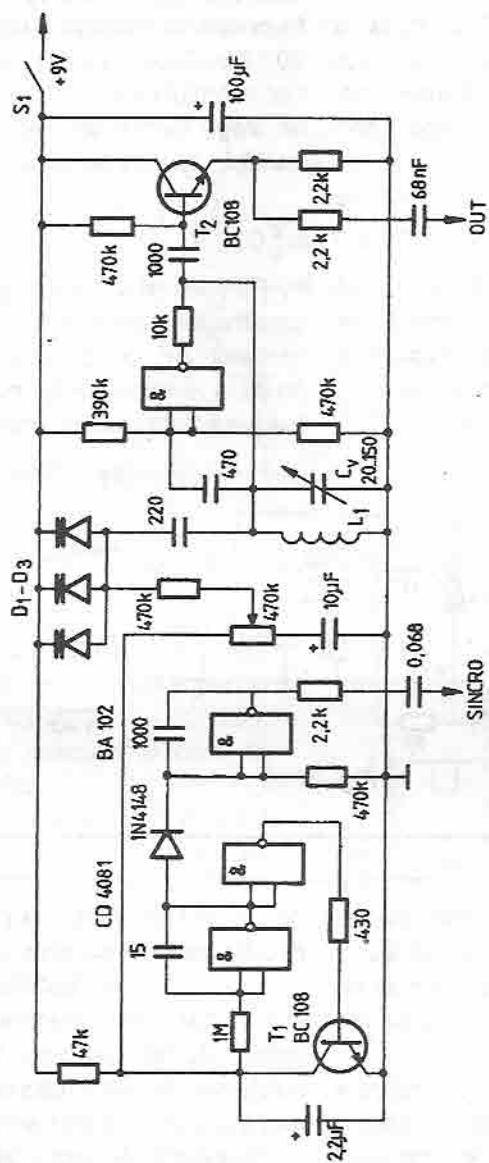 S1
+9V
100µF
+
T2
BC108
2,2k
2,2k
68nF
OUT
470k
1000
10k
&
390k
470k
470
Cv
20..150
220
L1
D1-D3
470k
470k
10µF
+
BA 102
1000
&
2,2k
0,068
SINCRO
470k
1N4148
CD 4081
&
15
&
430
1M
T1
BC108
47k
2,2µF
+